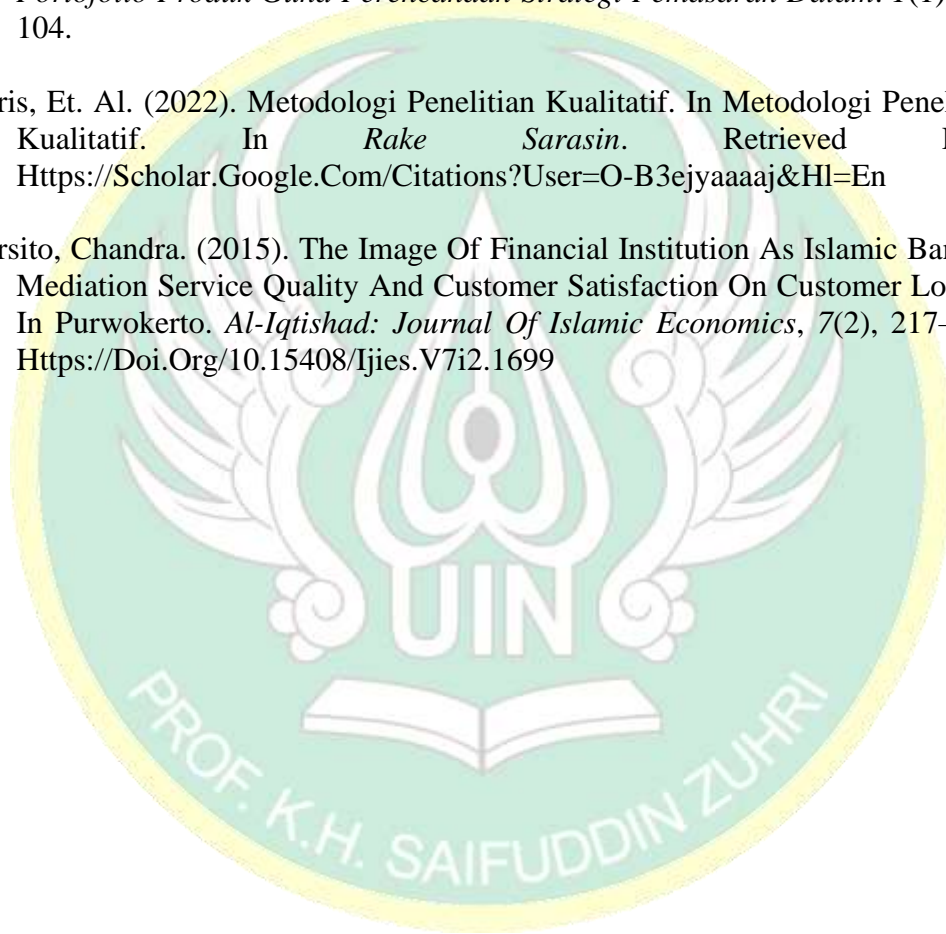 Portofolio Produk Guna Perencanaan Strategi Pemasaran Dalam. 1(1)
104.
ris, Et. Al. (2022). Metodologi Penelitian Kualitatif. In Metodologi Penel
Kualitatif. In Rake Sarasin. Retrieved
Https://Scholar.Google.Com/Citations?User=O-B3ejyaaaaj&Hl=En
rsito, Chandra. (2015). The Image Of Financial Institution As Islamic Ba
Mediation Service Quality And Customer Satisfaction On Customer Lo
In Purwokerto. Al-Iqtishad: Journal Of Islamic Economics, 7(2), 217–
Https://Doi.Org/10.15408/Ijies.V7i2.1699
UIN
PROF. K.H. SAIFUDDIN ZUHRI